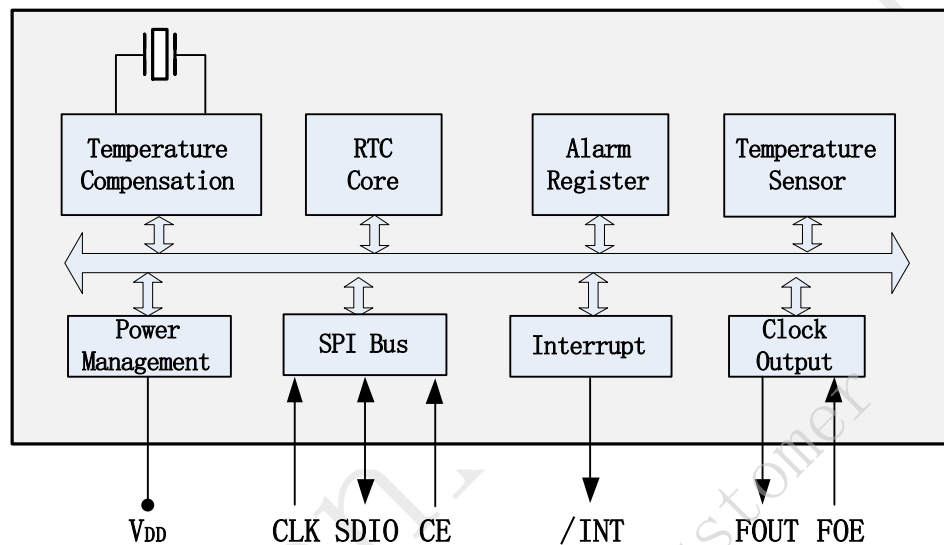 Temperature
Compensation
RTC
Core
Alarm
Register
Temperature
Sensor
Power
Management
SPI Bus
Interrupt
Clock
Output
VDD
CLK SDIO CE
/INT
FOUT FOE